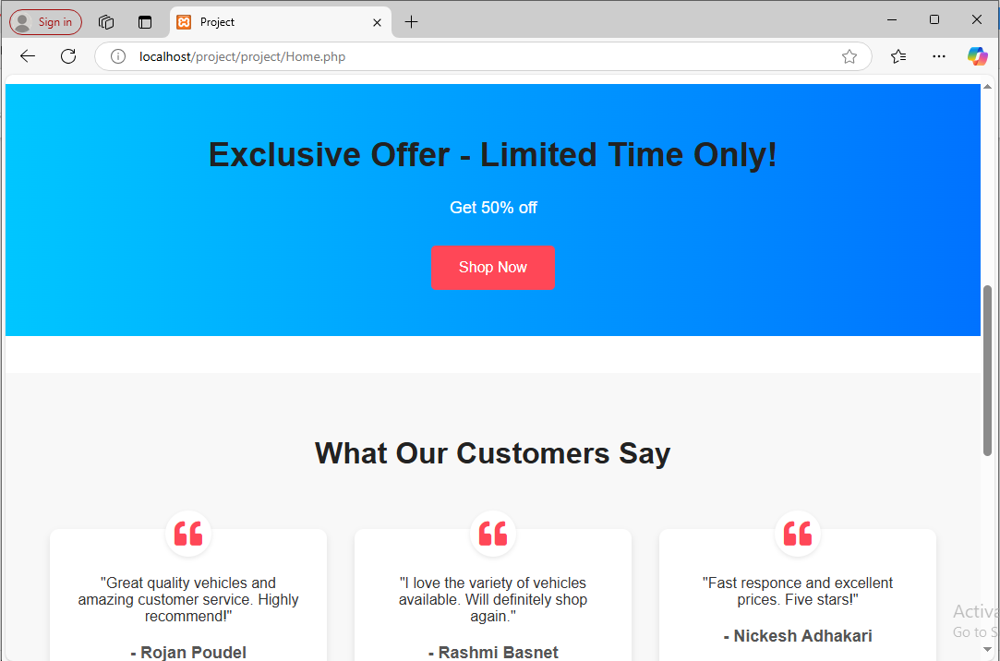 Sign in
Project
localhost/project/project/Home.php
Exclusive Offer - Limited Time Only!
Get 50% off
Shop Now
What Our Customers Say
"Great quality vehicles and
amazing customer service. Highly
recommend!"
- Rojan Poudel
"I love the variety of vehicles
available. Will definitely shop
again."
- Rashmi Basnet
"Fast responce and excellent
prices. Five stars!"
- Nickesh Adhakari
Activa
Go to S